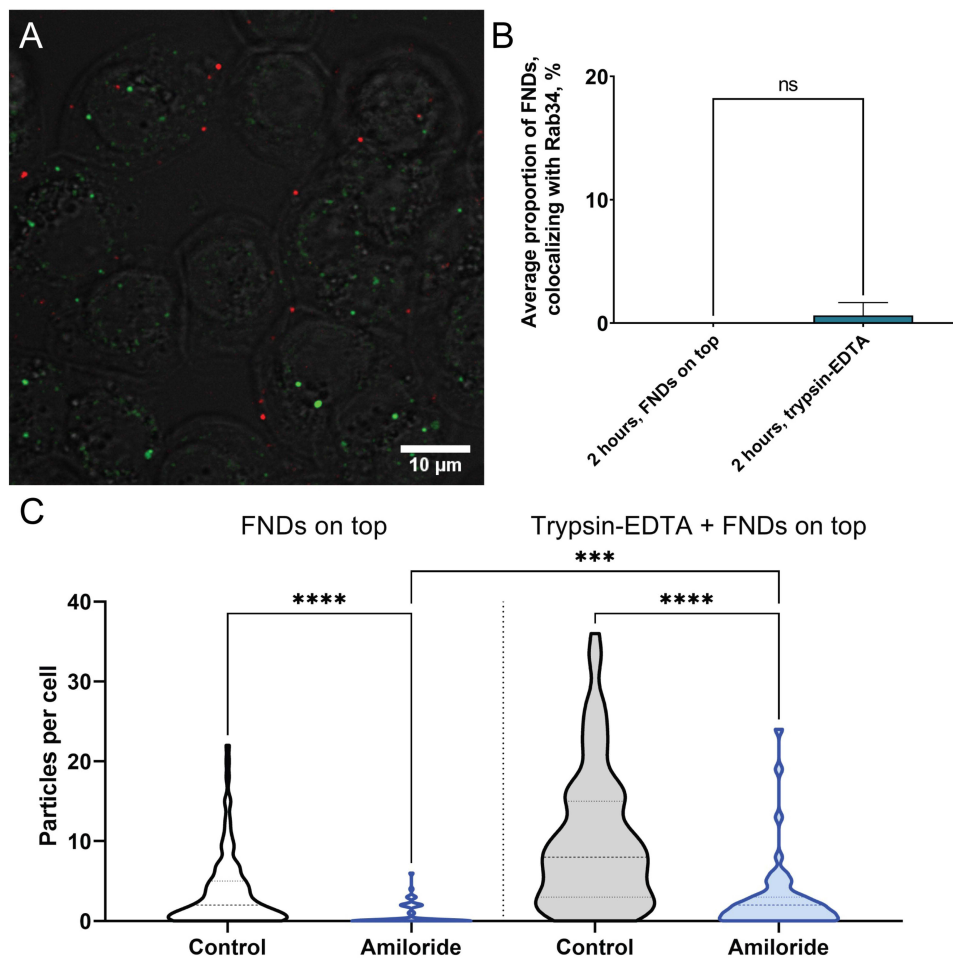 A
10 µm
B
Average proportion of FNDs,
colocalizing with Rab34, %
20
10
0
ns
2 hours, FNDs on top
2 hours, trypsin-EDTA
C
FNDs on top
Trypsin-EDTA + FNDs on top
***
****
****
Particles per cell
40
30
20
10
0
Control
Amiloride
Control
Amiloride